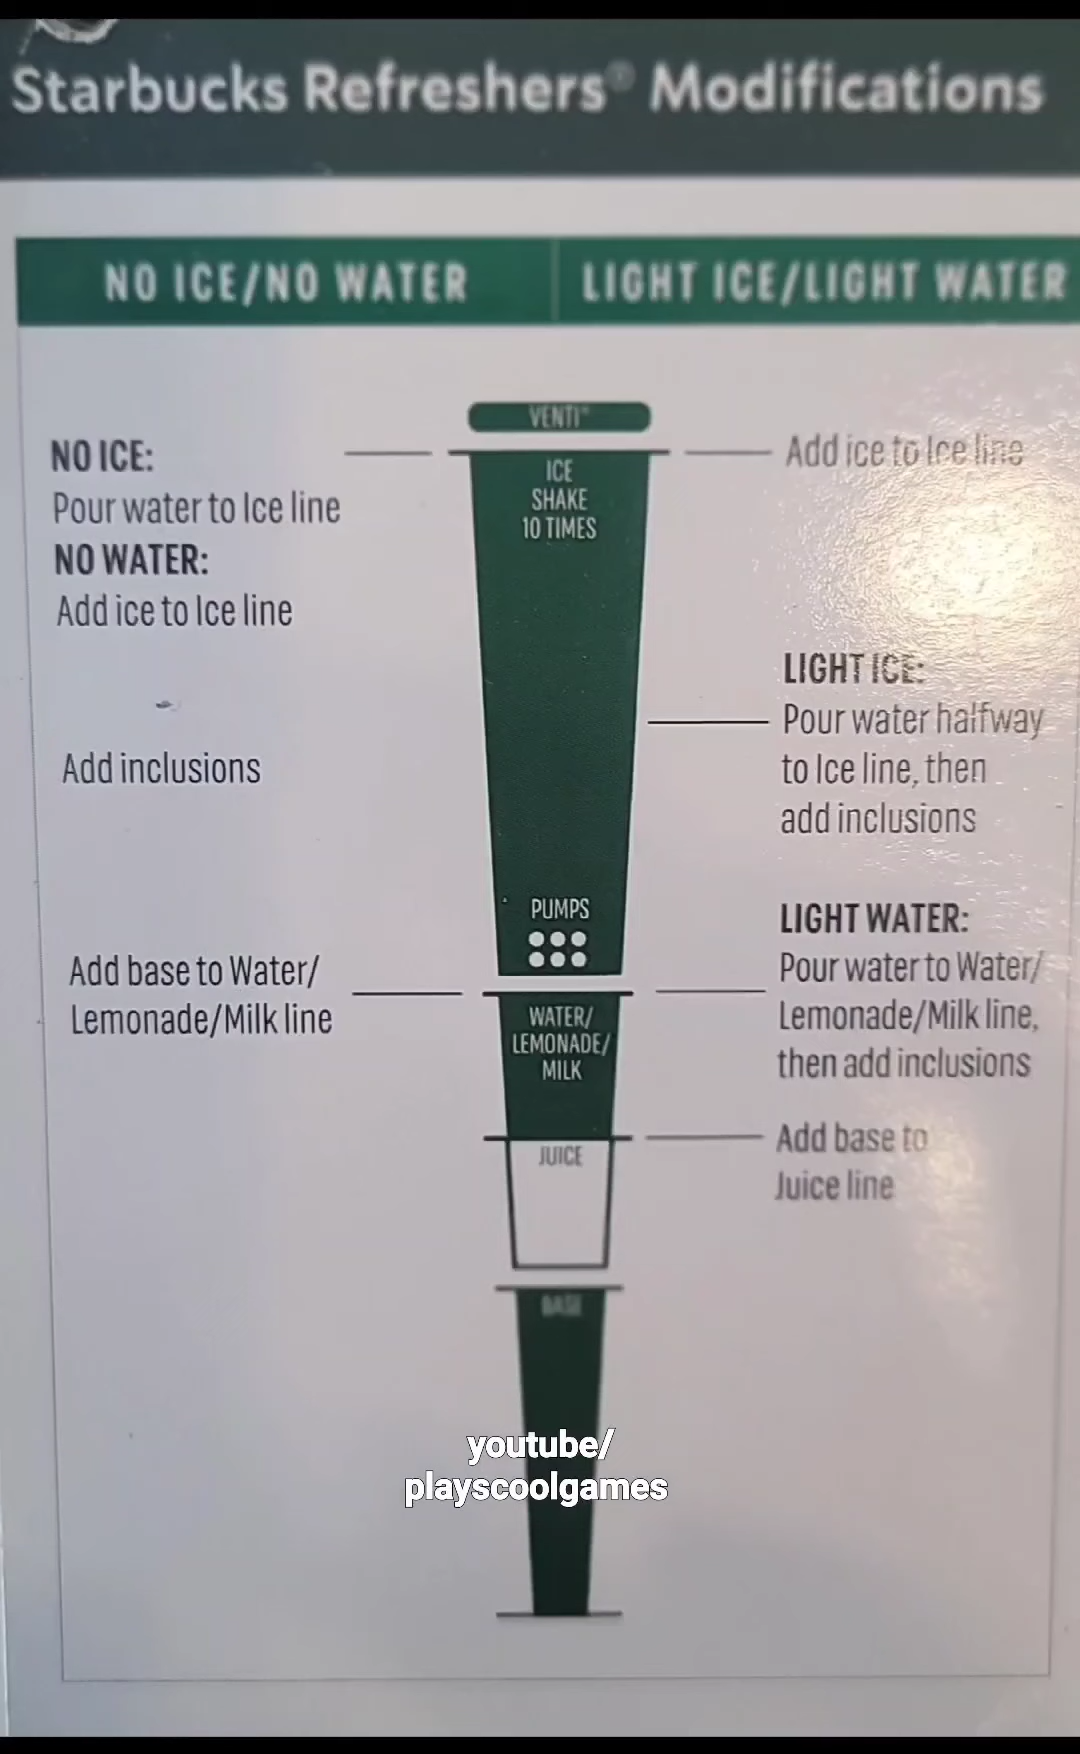 Starbucks Refreshers® Modifications
NO ICE/NO WATER
LIGHT ICE/LIGHT WATER
NO ICE:
Pour water to Ice line
NO WATER:
Add ice to Ice line
Add inclusions
Add base to Water/
Lemonade/Milk line
VENTI®
ICE
SHAKE
10 TIMES
PUMPS
WATER/
LEMONADE/
MILK
JUICE
BASE
Add ice to Ice line
LIGHT ICE:
Pour water halfway
to Ice line, then
add inclusions
LIGHT WATER:
Pour water to Water/
Lemonade/Milk line,
then add inclusions
Add base to
Juice line
youtube/
playscoolgames